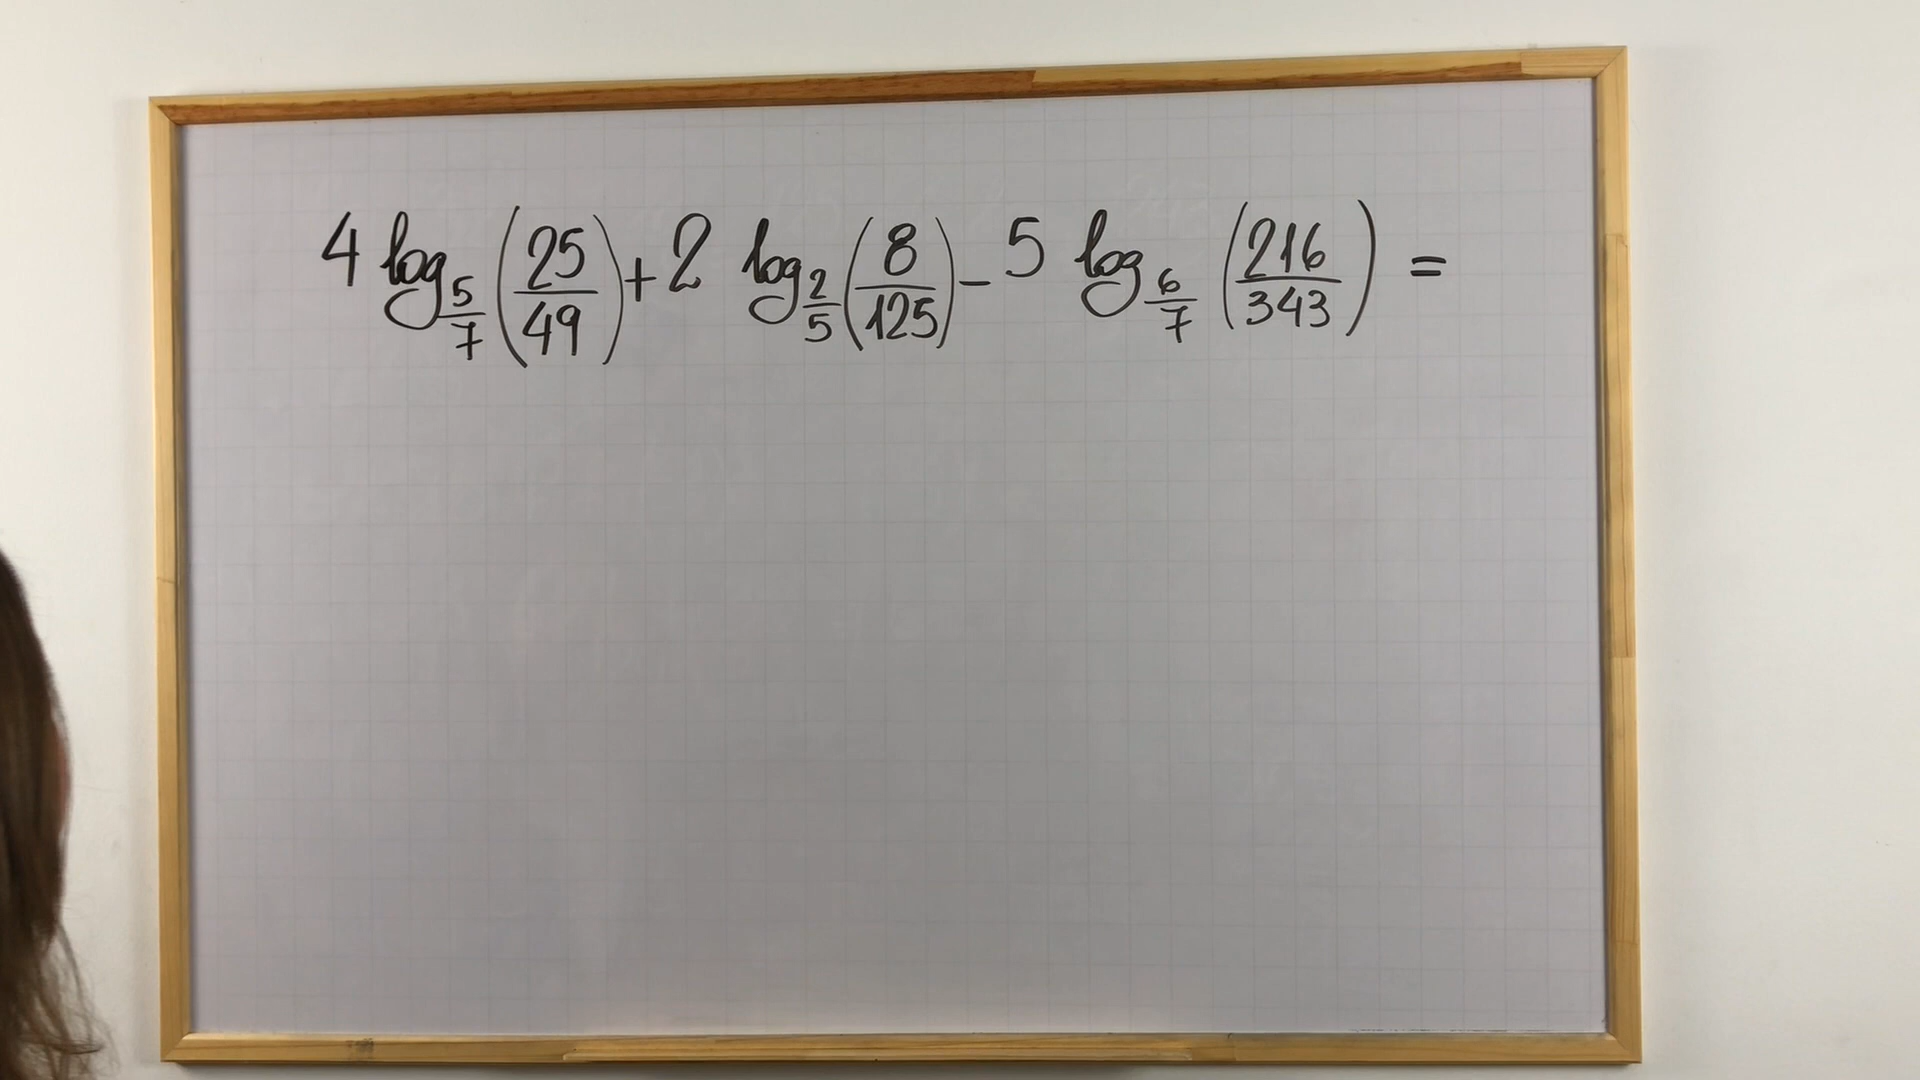 4 log_{5/7} (25/49) + 2 log_{2/5} (8/125) - 5 log_{6/7} (216/343) =